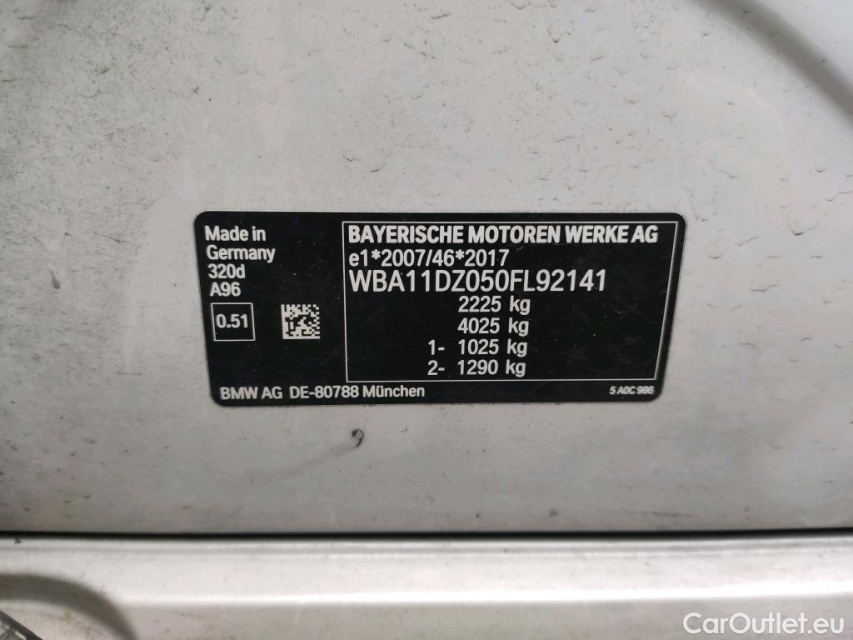 Made in
Germany
320d
A96
0.51
BAYERISCHE MOTOREN WERKE AG
e1*2007/46*2017
WBA11DZ050FL92141
2225 kg
4025 kg
1- 1025 kg
2- 1290 kg
BMW AG DE-80788 München
5 A0C 986
CarOutlet.eu